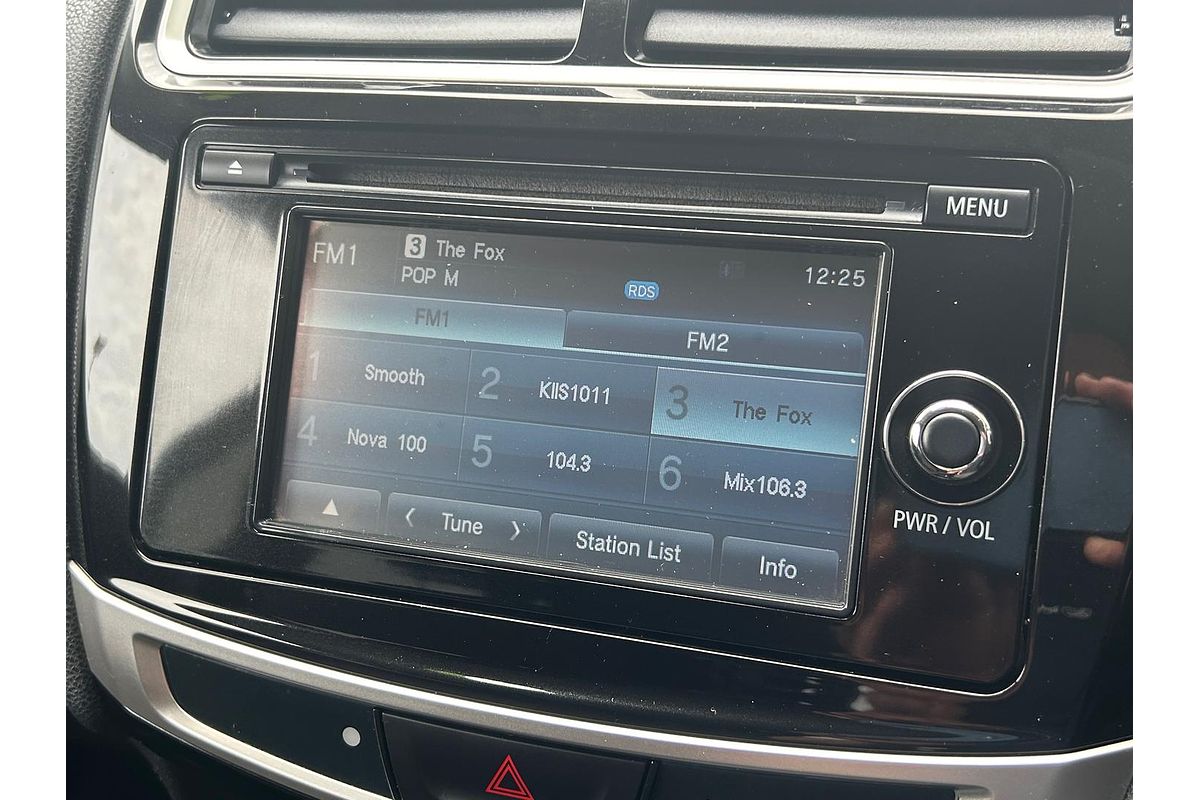 MENU
FM1
3 The Fox
12:25
POP M
RDS
FM1
FM2
1 Smooth
2 KIIS1011
3 The Fox
4 Nova 100
5 104.3
6 Mix106.3
Tune
Station List
Info
PWR / VOL